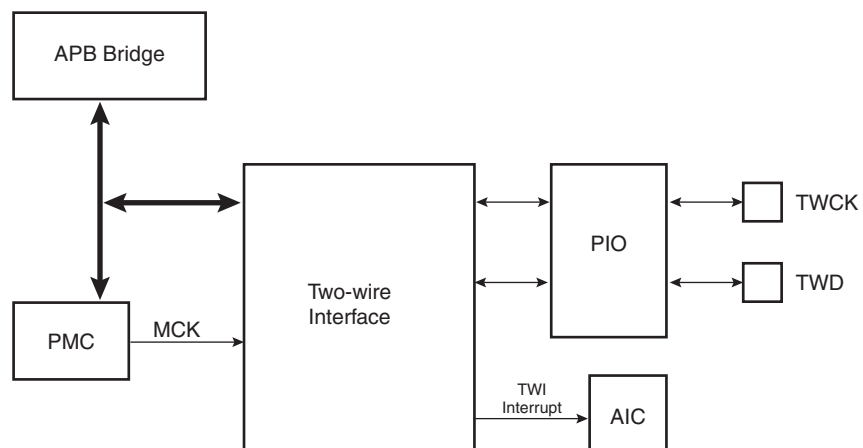 APB Bridge
TWCK
PIO
TWD
Two-wire
Interface
MCK
PMC
TWI
Interrupt
AIC